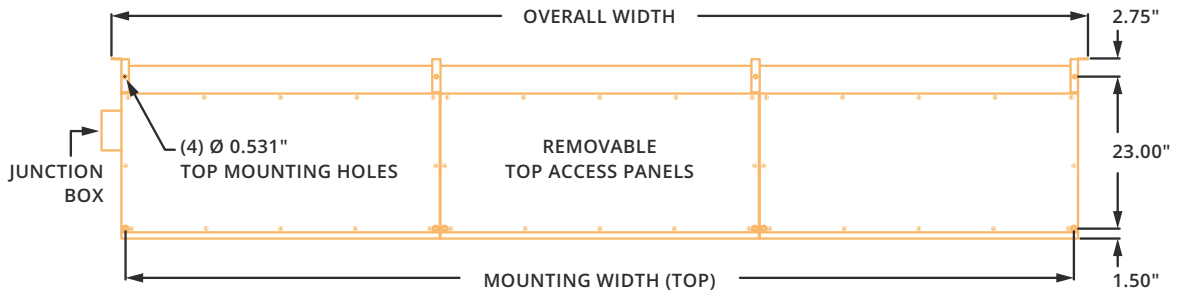 OVERALL WIDTH
2.75"
(4) Ø 0.531"
TOP MOUNTING HOLES
REMOVABLE
TOP ACCESS PANELS
23.00"
JUNCTION
BOX
MOUNTING WIDTH (TOP)
1.50"